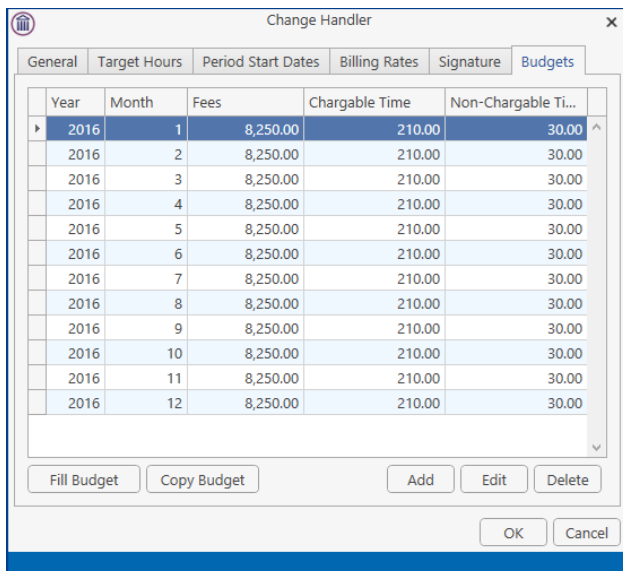 Change Handler
General Target Hours Period Start Dates Billing Rates Signature Budgets
Year Month Fees Chargable Time Non-Chargable Ti...
2016 1 8,250.00 210.00 30.00
2016 2 8,250.00 210.00 30.00
2016 3 8,250.00 210.00 30.00
2016 4 8,250.00 210.00 30.00
2016 5 8,250.00 210.00 30.00
2016 6 8,250.00 210.00 30.00
2016 7 8,250.00 210.00 30.00
2016 8 8,250.00 210.00 30.00
2016 9 8,250.00 210.00 30.00
2016 10 8,250.00 210.00 30.00
2016 11 8,250.00 210.00 30.00
2016 12 8,250.00 210.00 30.00
Fill Budget Copy Budget Add Edit Delete
OK Cancel